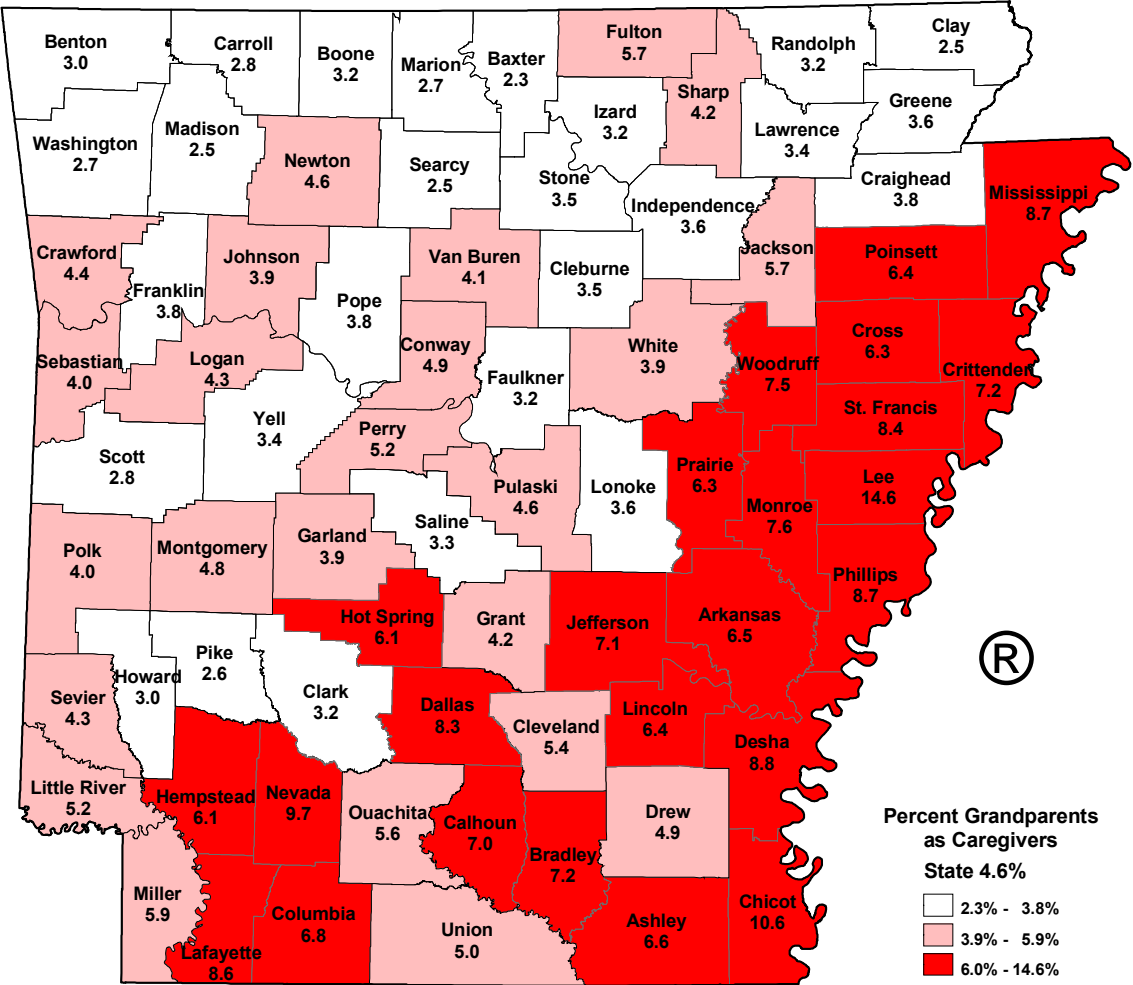 Benton
3.0
Carroll
2.8
Boone
3.2
Marion
2.7
Baxter
2.3
Fulton
5.7
Sharp
4.2
Randolph
3.2
Clay
2.5
Greene
3.6
Izard
3.2
Lawrence
3.4
Washington
2.7
Madison
2.5
Newton
4.6
Searcy
2.5
Stone
3.5
Independence
3.6
Craighead
3.8
Mississippi
8.7
Crawford
4.4
Franklin
3.8
Johnson
3.9
Pope
3.8
Van Buren
4.1
Cleburne
3.5
Jackson
5.7
Poinsett
6.4
Sebastian
4.0
Logan
4.3
Conway
4.9
Faulkner
3.2
White
3.9
Woodruff
7.5
Cross
6.3
Crittenden
7.2
St. Francis
8.4
Scott
2.8
Yell
3.4
Perry
5.2
Pulaski
4.6
Lonoke
3.6
Prairie
6.3
Monroe
7.6
Lee
14.6
Phillips
8.7
Polk
4.0
Montgomery
4.8
Garland
3.9
Saline
3.3
Hot Spring
6.1
Grant
4.2
Jefferson
7.1
Arkansas
6.5
Sevier
4.3
Howard
3.0
Pike
2.6
Clark
3.2
Dallas
8.3
Cleveland
5.4
Lincoln
6.4
Desha
8.8
Little River
5.2
Hempstead
6.1
Nevada
9.7
Ouachita
5.6
Calhoun
7.0
Bradley
7.2
Drew
4.9
Miller
5.9
Lafayette
8.6
Columbia
6.8
Union
5.0
Ashley
6.6
Chicot
10.6
®
Percent Grandparents
as Caregivers
State 4.6%
2.3% - 3.8%
3.9% - 5.9%
6.0% - 14.6%